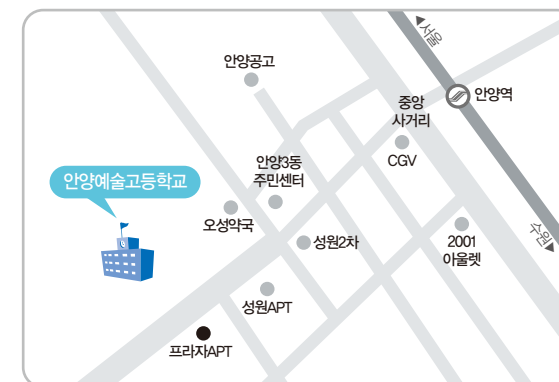 ◀서울
안양공고
안양역
중앙
사거리
CGV
안양3동
주민센터
안양예술고등학교
오성약국
성원2차
2001
아울렛
수원▶
성원APT
프라자APT